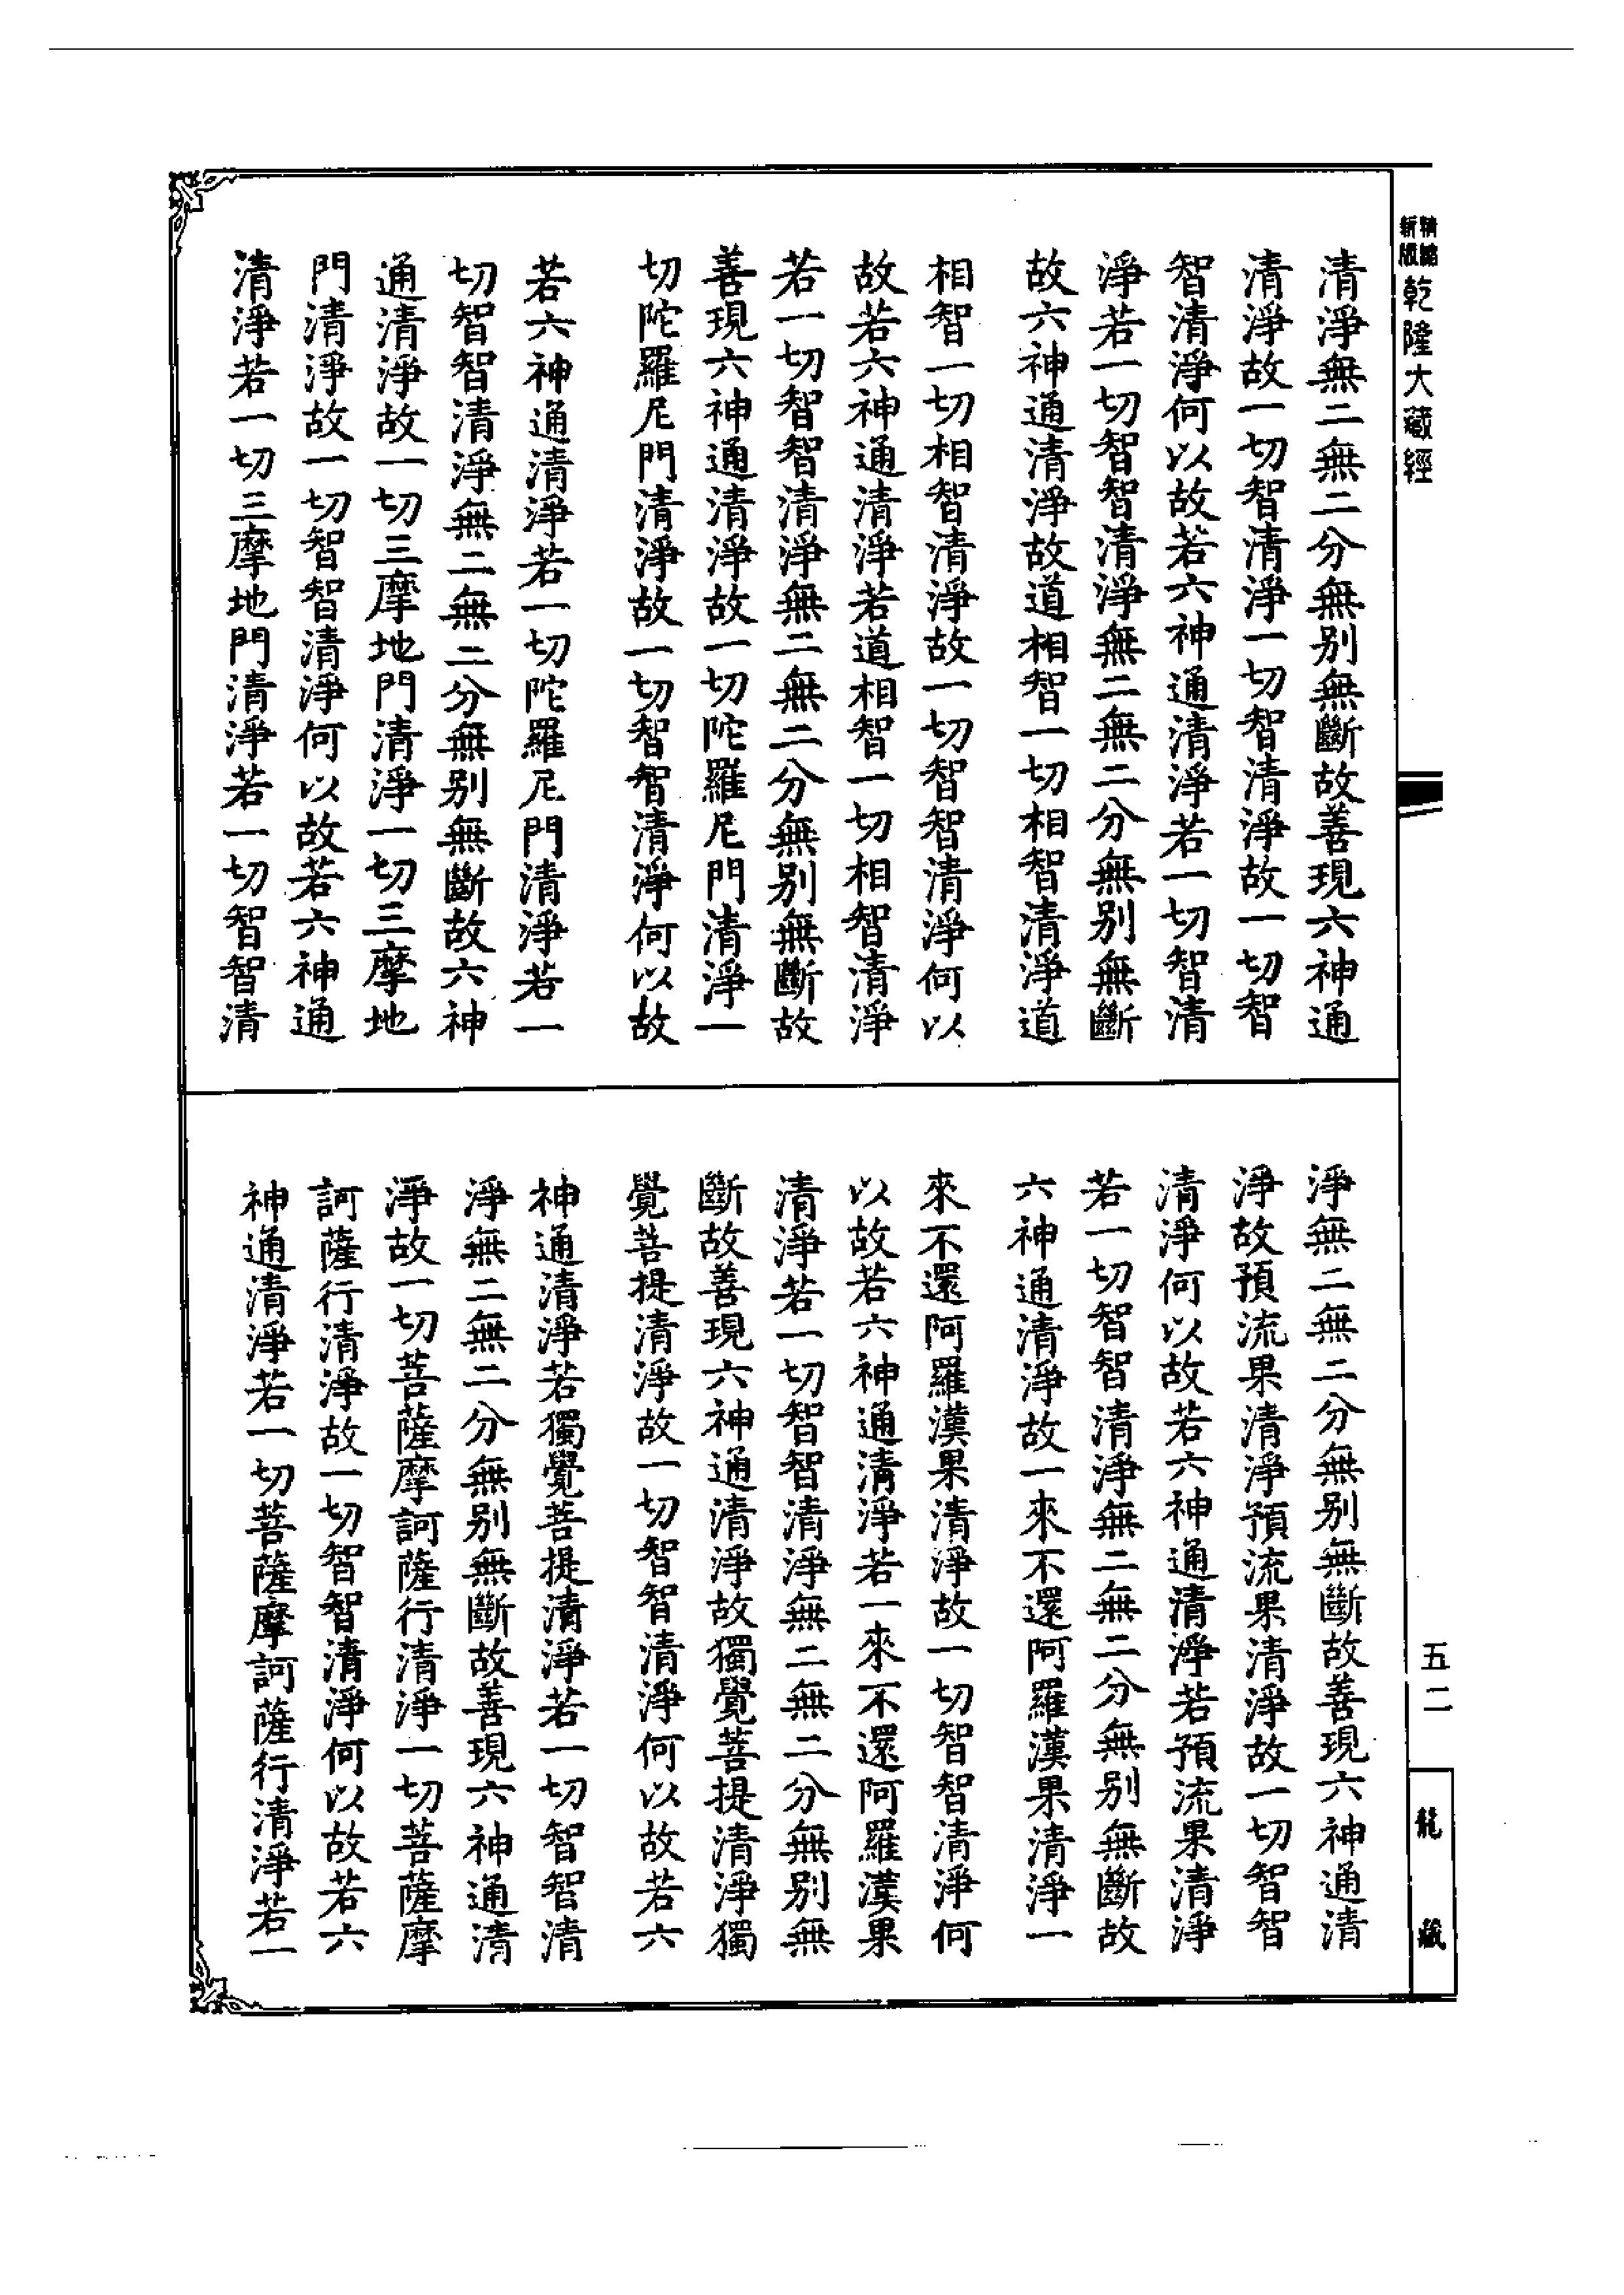 精縮新版乾隆大藏經
清淨無二無二分無别無斷故善現六神通
清淨故一切智清淨一切智清淨故一切智
智清淨何以故若六神通清淨若一切智清
淨若一切智智清淨無二無二分無别無斷
故六神通清淨故道相智一切相智清淨道
相智一切相智清淨故一切智智清淨何以
故若六神通清淨若道相智一切相智清淨
若一切智智清淨無二無二分無别無斷故
善現六神通清淨故一切陀羅尼門清淨一
切陀羅尼門清淨故一切智智清淨何以故
若六神通清淨若一切陀羅尼門清淨若一
切智智清淨無二無二分無别無斷故六神
通清淨故一切三摩地門清淨一切三摩地
門清淨故一切智智清淨何以故若六神通
清淨若一切三摩地門清淨若一切智智清
淨無二無二分無别無斷故善現六神通清
淨故預流果清淨預流果清淨故一切智智
清淨何以故若六神通清淨若預流果清淨
若一切智智清淨無二無二分無别無斷故
六神通清淨故一來不還阿羅漢果清淨一
來不還阿羅漢果清淨故一切智智清淨何
以故若六神通清淨若一來不還阿羅漢果
清淨若一切智智清淨無二無二分無别無
斷故善現六神通清淨故獨覺菩提清淨獨
覺菩提清淨故一切智智清淨何以故若六
神通清淨若獨覺菩提清淨若一切智智清
淨無二無二分無别無斷故善現六神通清
淨故一切菩薩摩訶薩行清淨一切菩薩摩
訶薩行清淨故一切智智清淨何以故若六
神通清淨若一切菩薩摩訶薩行清淨若一
五二
龍藏